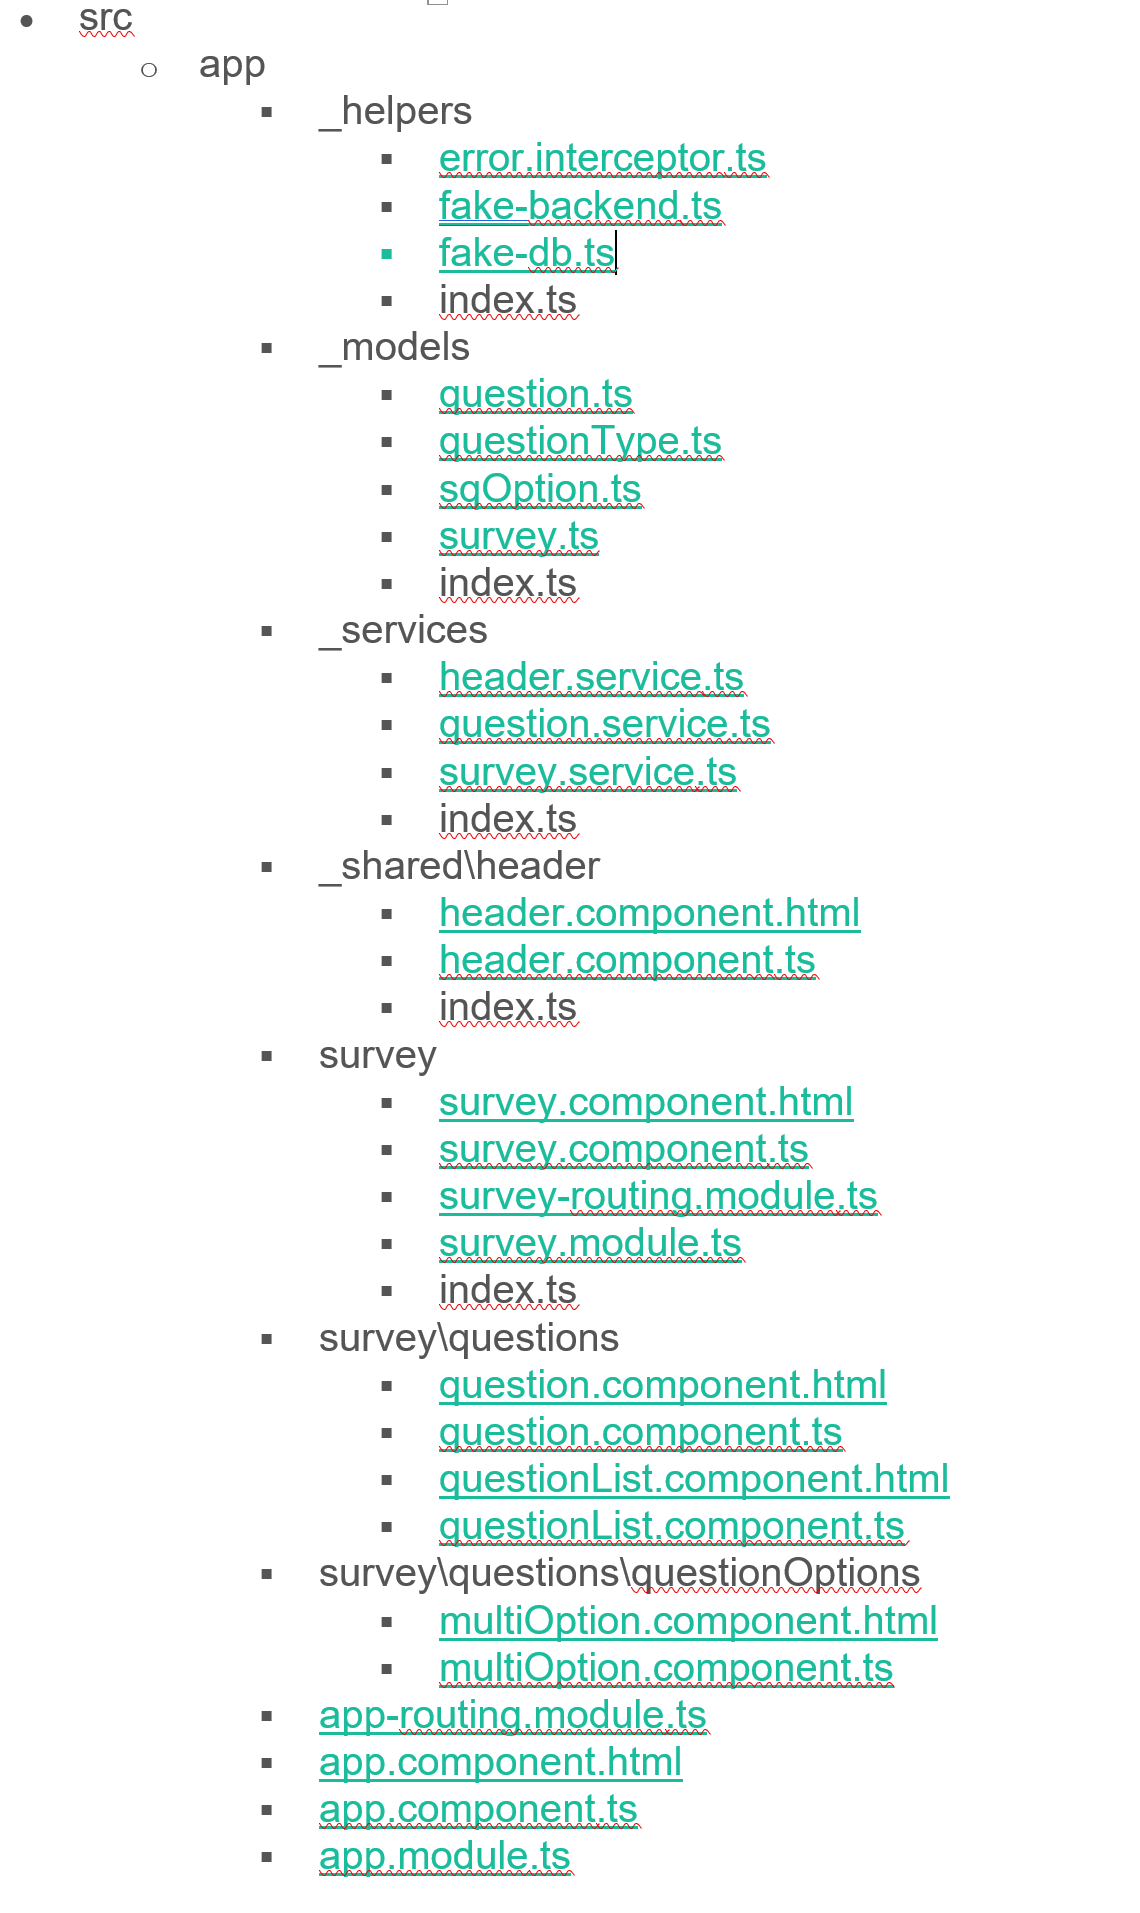 src
app
_helpers
error.interceptor.ts
fake-backend.ts
fake-db.ts
index.ts
_models
question.ts
questionType.ts
sqOption.ts
survey.ts
index.ts
_services
header.service.ts
question.service.ts
survey.service.ts
index.ts
_shared\header
header.component.html
header.component.ts
index.ts
survey
survey.component.html
survey.component.ts
survey-routing.module.ts
survey.module.ts
index.ts
survey\questions
question.component.html
question.component.ts
questionList.component.html
questionList.component.ts
survey\questions\questionOptions
multiOption.component.html
multiOption.component.ts
app-routing.module.ts
app.component.html
app.component.ts
app.module.ts